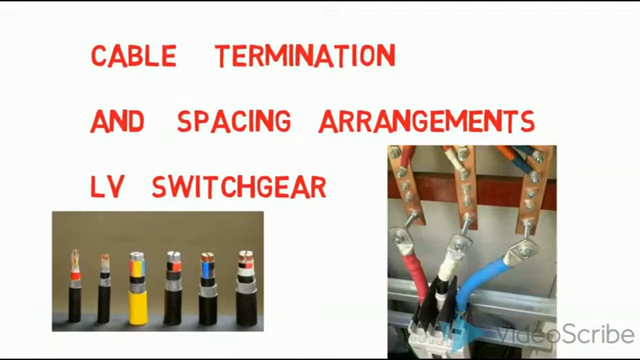 CABLE TERMINATION
AND SPACING ARRANGEMENTS
LV SWITCHGEAR
VideoScribe